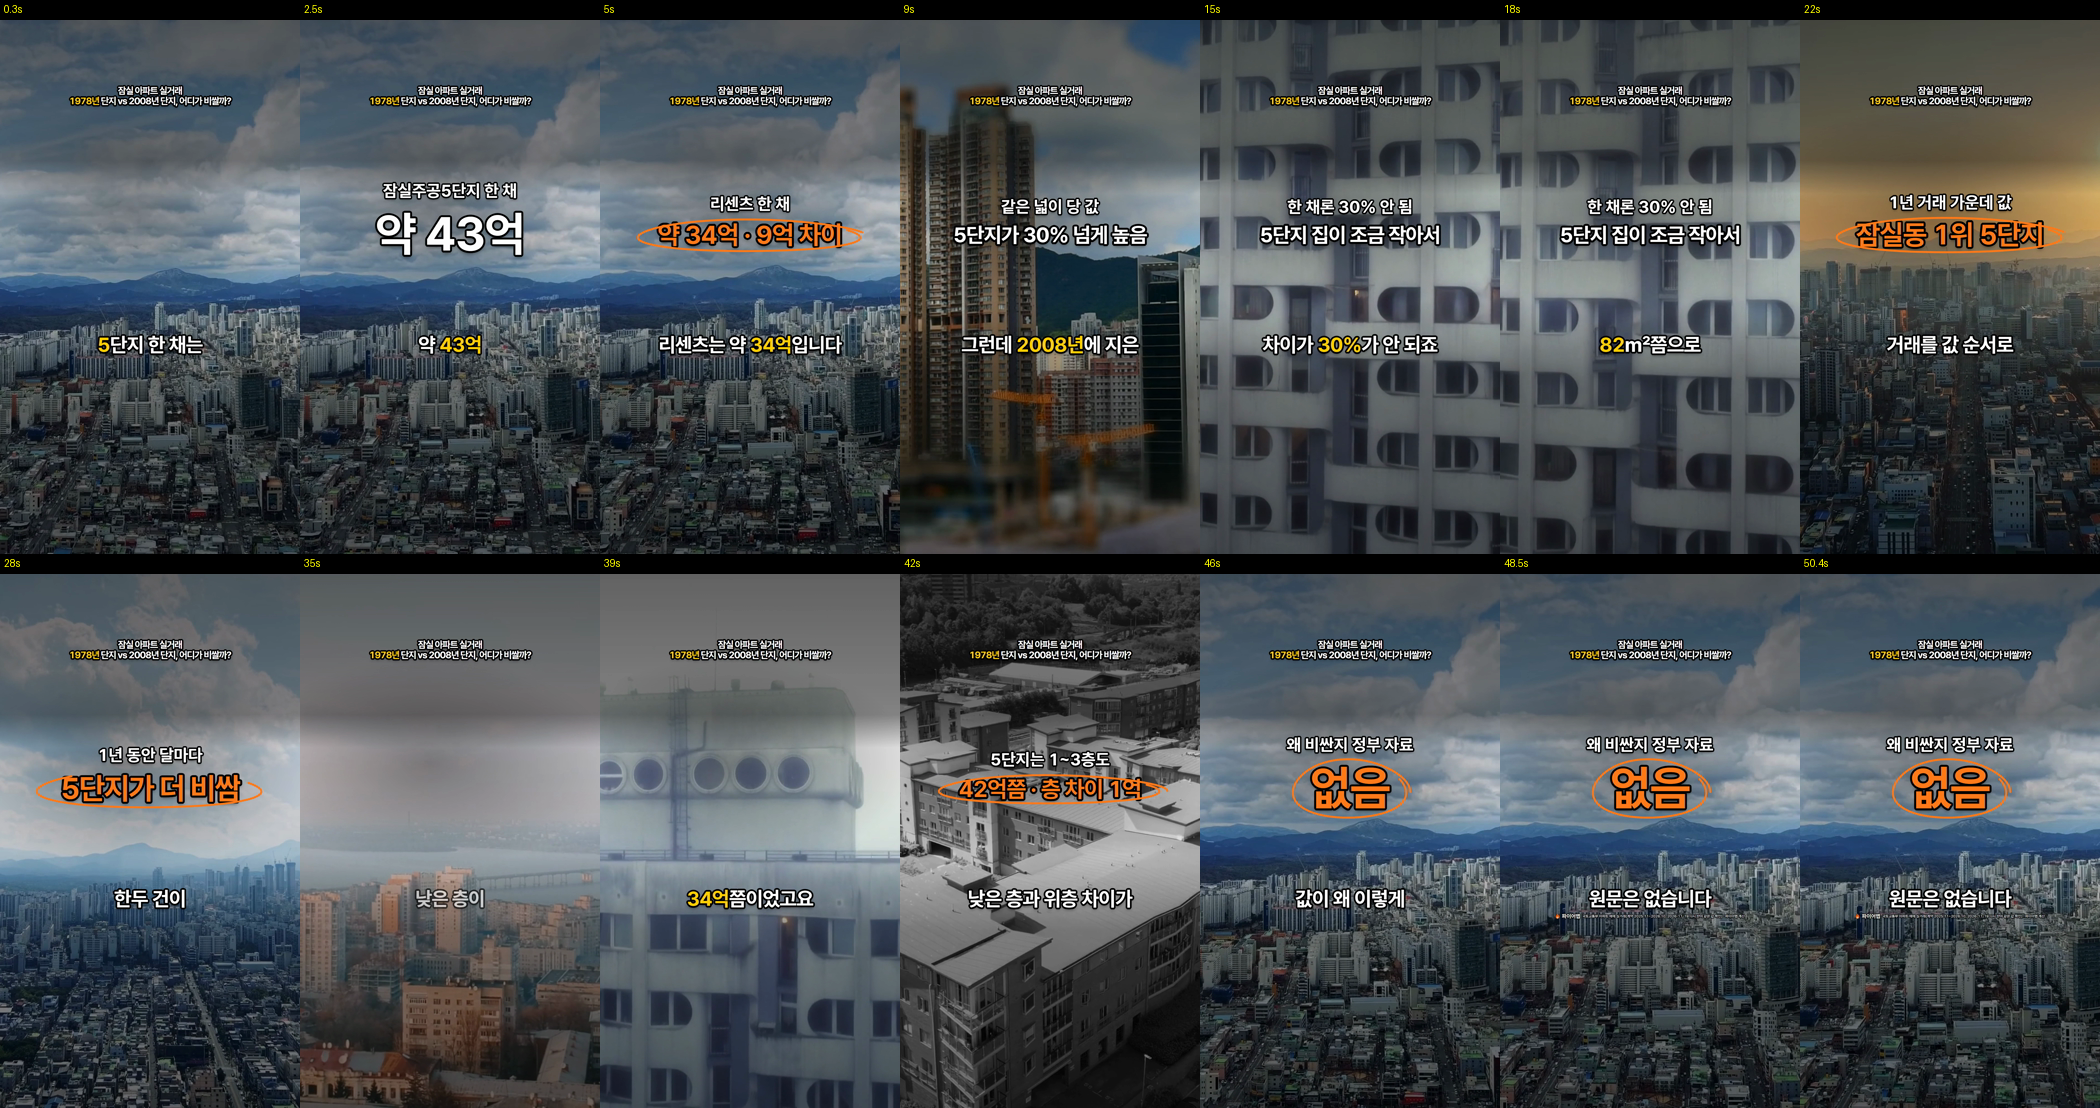 0.3s
잠실 아파트 실거래
1978년 단지 vs 2008년 단지, 어디가 비쌀까?
5단지 한 채는
2.5s
잠실 아파트 실거래
1978년 단지 vs 2008년 단지, 어디가 비쌀까?
잠실주공5단지 한 채
약 43억
약 43억
5s
잠실 아파트 실거래
1978년 단지 vs 2008년 단지, 어디가 비쌀까?
리센츠 한 채
약 34억 · 9억 차이
리센츠는 약 34억입니다
9s
잠실 아파트 실거래
1978년 단지 vs 2008년 단지, 어디가 비쌀까?
같은 넓이 당 값
5단지가 30% 넘게 높음
그런데 2008년에 지은
15s
잠실 아파트 실거래
1978년 단지 vs 2008년 단지, 어디가 비쌀까?
한 채론 30% 안 됨
5단지 집이 조금 작아서
차이가 30%가 안 되죠
18s
잠실 아파트 실거래
1978년 단지 vs 2008년 단지, 어디가 비쌀까?
한 채론 30% 안 됨
5단지 집이 조금 작아서
82m²쯤으로
22s
잠실 아파트 실거래
1978년 단지 vs 2008년 단지, 어디가 비쌀까?
1년 거래 가운데 값
잠실동 1위 5단지
거래를 값 순서로
28s
잠실 아파트 실거래
1978년 단지 vs 2008년 단지, 어디가 비쌀까?
1년 동안 달마다
5단지가 더 비쌈
한두 건이
35s
잠실 아파트 실거래
1978년 단지 vs 2008년 단지, 어디가 비쌀까?
낮은 층이
39s
잠실 아파트 실거래
1978년 단지 vs 2008년 단지, 어디가 비쌀까?
34억쯤이었고요
42s
잠실 아파트 실거래
1978년 단지 vs 2008년 단지, 어디가 비쌀까?
5단지는 1~3층도
42억쯤 · 층 차이 1억
낮은 층과 위층 차이가
46s
잠실 아파트 실거래
1978년 단지 vs 2008년 단지, 어디가 비쌀까?
왜 비싼지 정부 자료
없음
값이 왜 이렇게
48.5s
잠실 아파트 실거래
1978년 단지 vs 2008년 단지, 어디가 비쌀까?
왜 비싼지 정부 자료
없음
원문은 없습니다
50.4s
잠실 아파트 실거래
1978년 단지 vs 2008년 단지, 어디가 비쌀까?
왜 비싼지 정부 자료
없음
원문은 없습니다